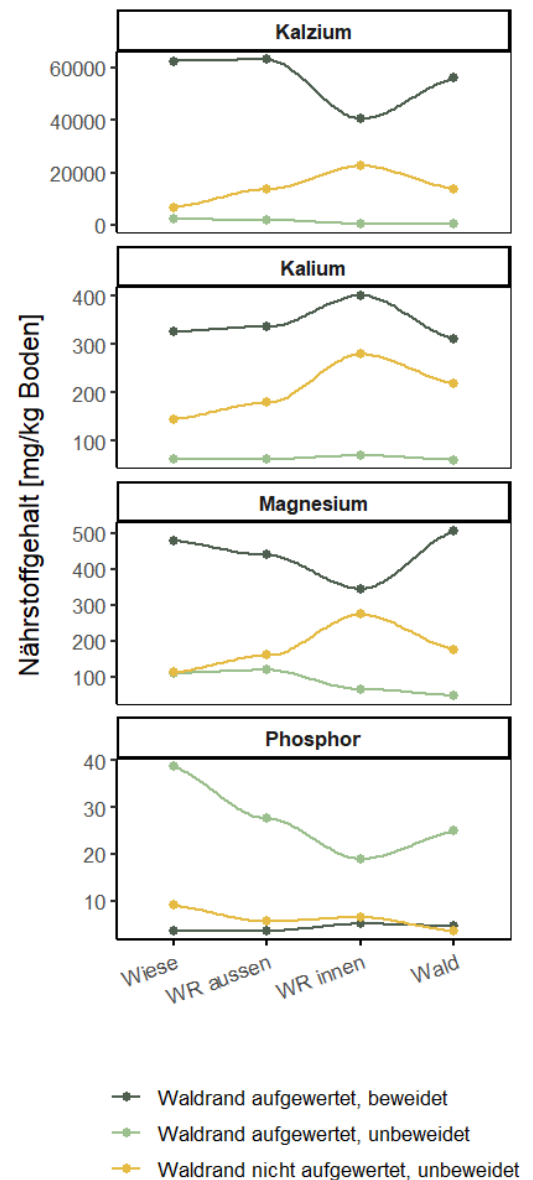 Kalzium
60000
40000
20000
0
Kalium
400
300
200
100
Magnesium
500
400
300
200
100
Phosphor
40
30
20
10
Nährstoffgehalt [mg/kg Boden]
Wiese
WR aussen
WR innen
Wald
Waldrand aufgewertet, beweidet
Waldrand aufgewertet, unbeweidet
Waldrand nicht aufgewertet, unbeweidet